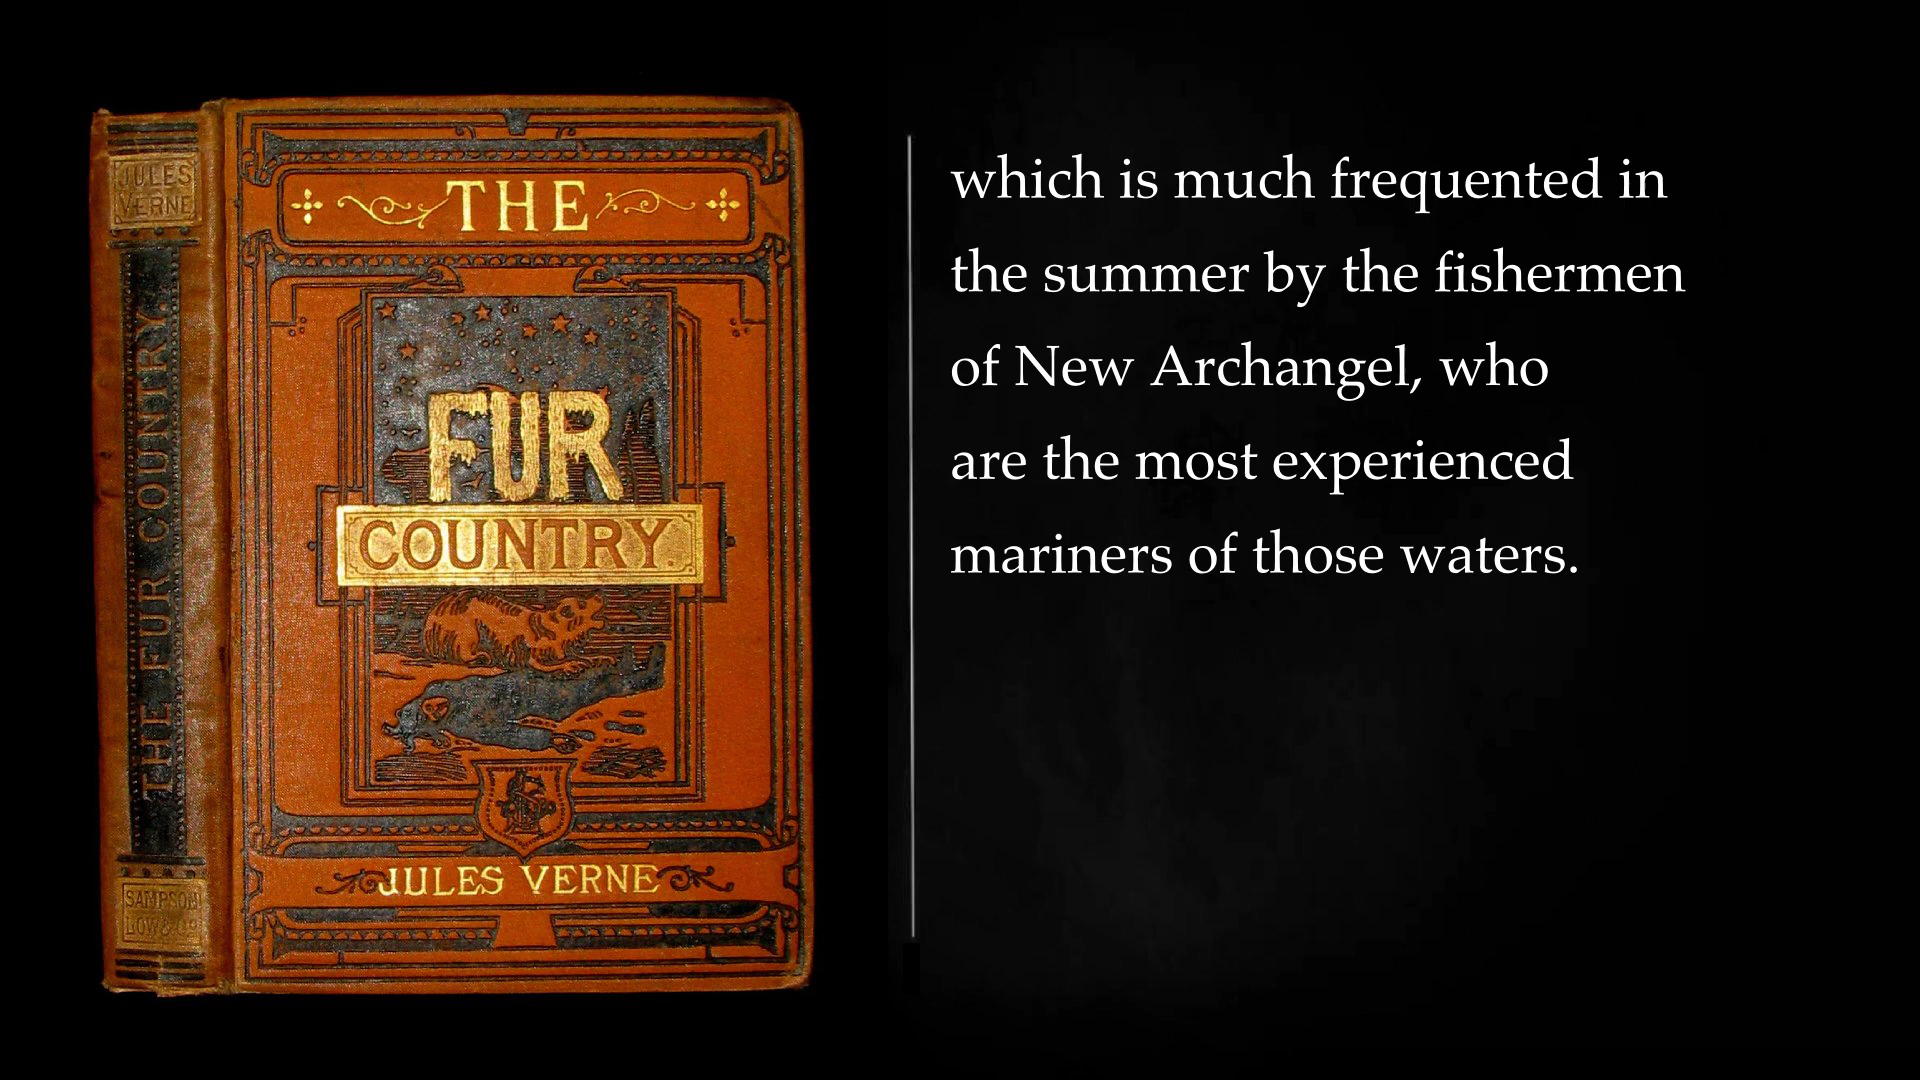 JULES
VERNE
THE FUR COUNTRY.
SAMPSON
LOW & Co
THE
FUR
COUNTRY.
JULES VERNE
which is much frequented in
the summer by the fishermen
of New Archangel, who
are the most experienced
mariners of those waters.